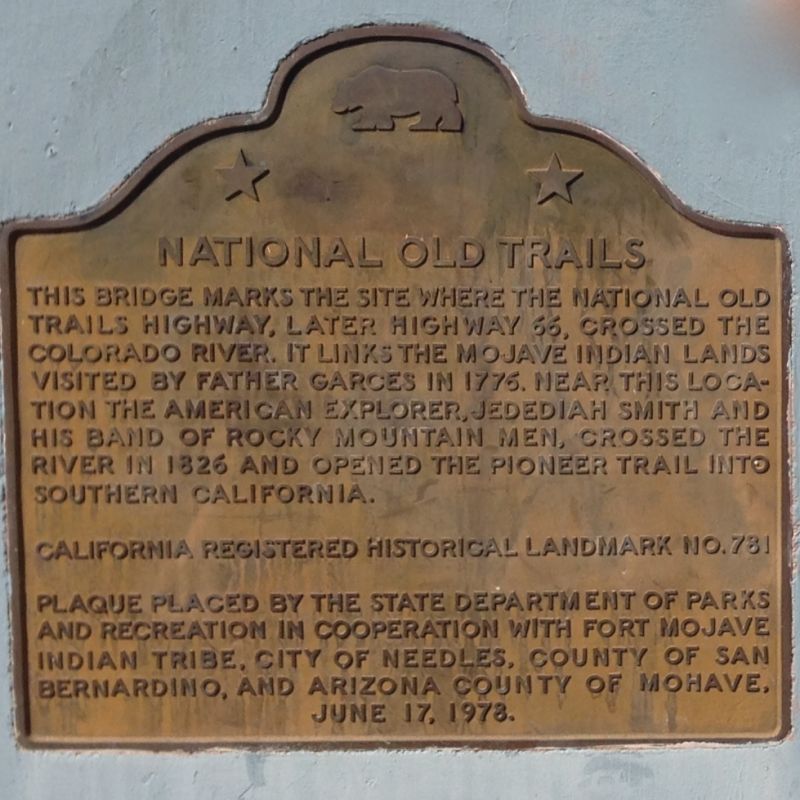 NATIONAL OLD TRAILS
THIS BRIDGE MARKS THE SITE WHERE THE NATIONAL OLD
TRAILS HIGHWAY, LATER HIGHWAY 66, CROSSED THE
COLORADO RIVER. IT LINKS THE MOJAVE INDIAN LANDS
VISITED BY FATHER GARCES IN 1776. NEAR THIS LOCA-
TION THE AMERICAN EXPLORER, JEDEDIAH SMITH AND
HIS BAND OF ROCKY MOUNTAIN MEN, CROSSED THE
RIVER IN 1826 AND OPENED THE PIONEER TRAIL INTO
SOUTHERN CALIFORNIA.
CALIFORNIA REGISTERED HISTORICAL LANDMARK NO. 781
PLAQUE PLACED BY THE STATE DEPARTMENT OF PARKS
AND RECREATION IN COOPERATION WITH FORT MOJAVE
INDIAN TRIBE, CITY OF NEEDLES, COUNTY OF SAN
BERNARDINO, AND ARIZONA COUNTY OF MOHAVE,
JUNE 17, 1978.